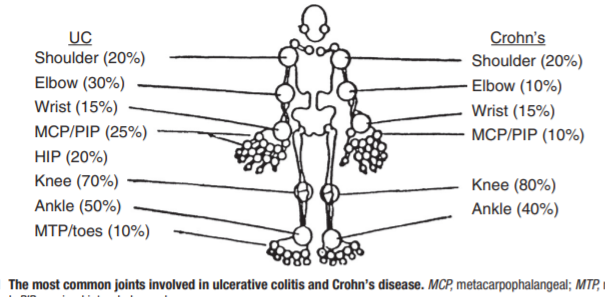 UC
Shoulder (20%)
Elbow (30%)
Wrist (15%)
MCP/PIP (25%)
HIP (20%)
Knee (70%)
Ankle (50%)
MTP/toes (10%)
Crohn's
Shoulder (20%)
Elbow (10%)
Wrist (15%)
MCP/PIP (10%)
Knee (80%)
Ankle (40%)
The most common joints involved in ulcerative colitis and Crohn's disease. MCP, metacarpophalangeal; MTP,